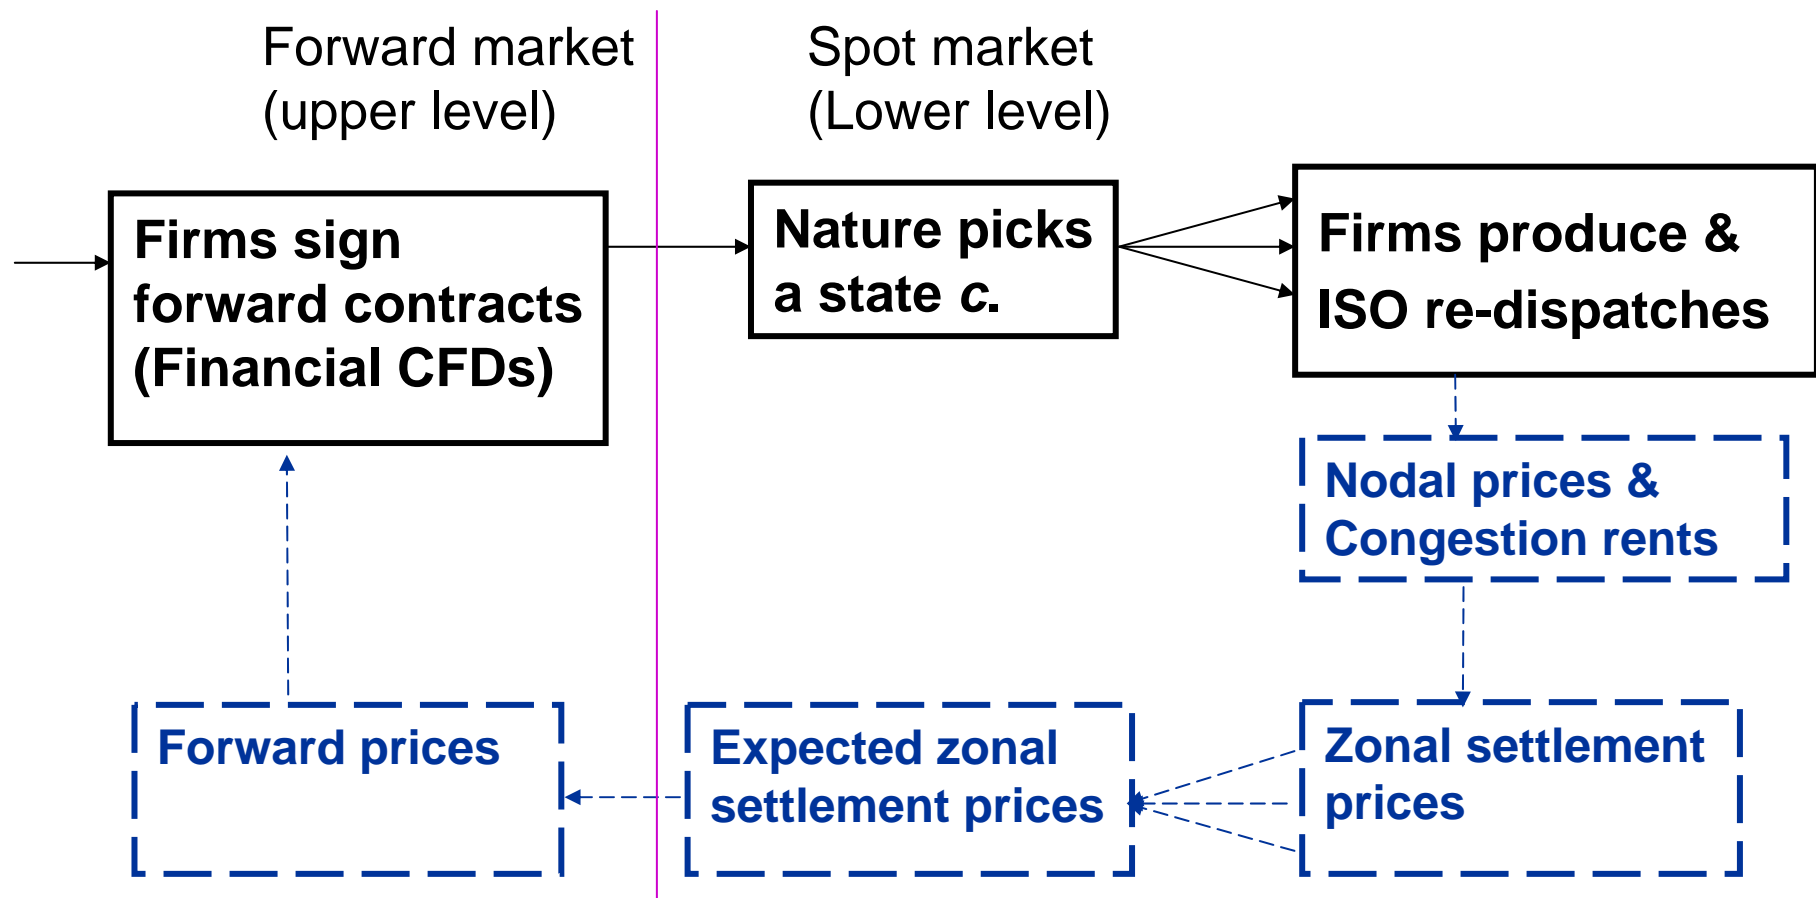 Forward market
(upper level)
Spot market
(Lower level)
Firms sign
forward contracts
(Financial CFDs)
Nature picks
a state c.
Firms produce &
ISO re-dispatches
Nodal prices &
Congestion rents
Forward prices
Expected zonal
settlement prices
Zonal settlement
prices